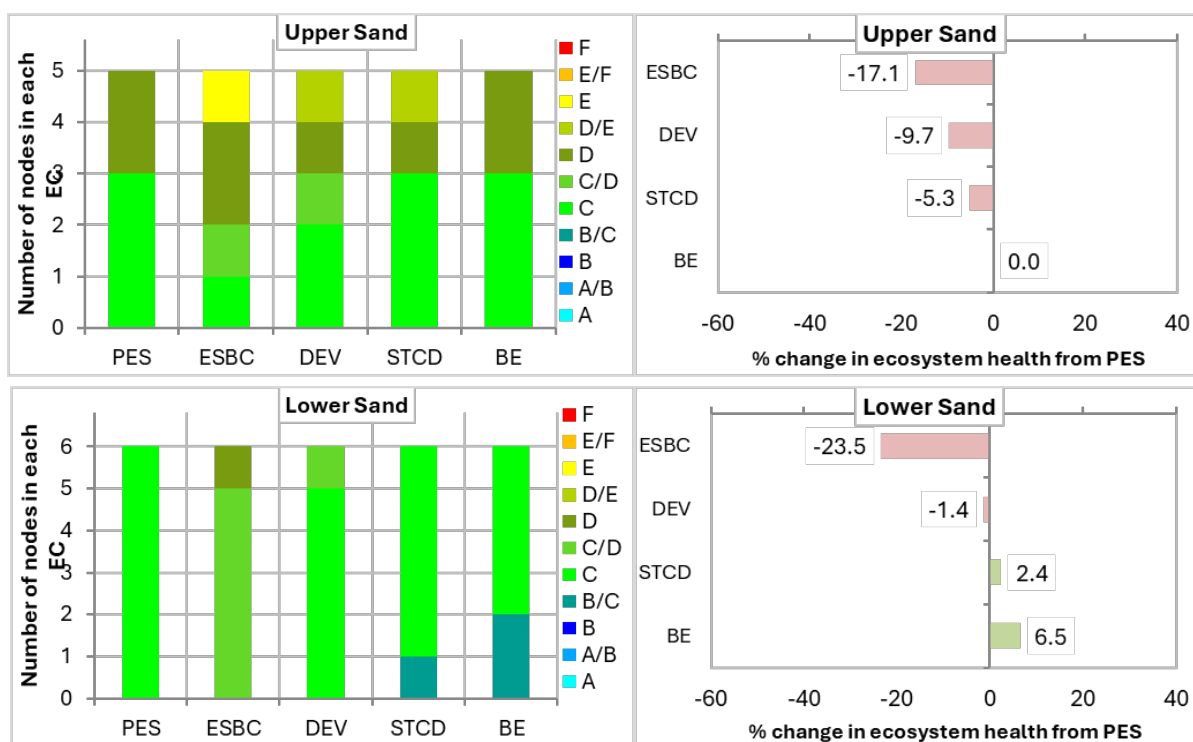 Upper Sand
Number of nodes in each
EC
5
4
3
2
1
0
PES ESBC DEV STCD BE
F
E/F
E
D/E
D
C/D
C
B/C
B
A/B
A
Upper Sand
ESBC
-17.1
DEV
-9.7
STCD
-5.3
BE
0.0
-60 -40 -20 0 20 40
% change in ecosystem health from PES
Lower Sand
Number of nodes in each
EC
6
5
4
3
2
1
0
PES ESBC DEV STCD BE
F
E/F
E
D/E
D
C/D
C
B/C
B
A/B
A
Lower Sand
ESBC
-23.5
DEV
-1.4
STCD
2.4
BE
6.5
-60 -40 -20 0 20 40
% change in ecosystem health from PES